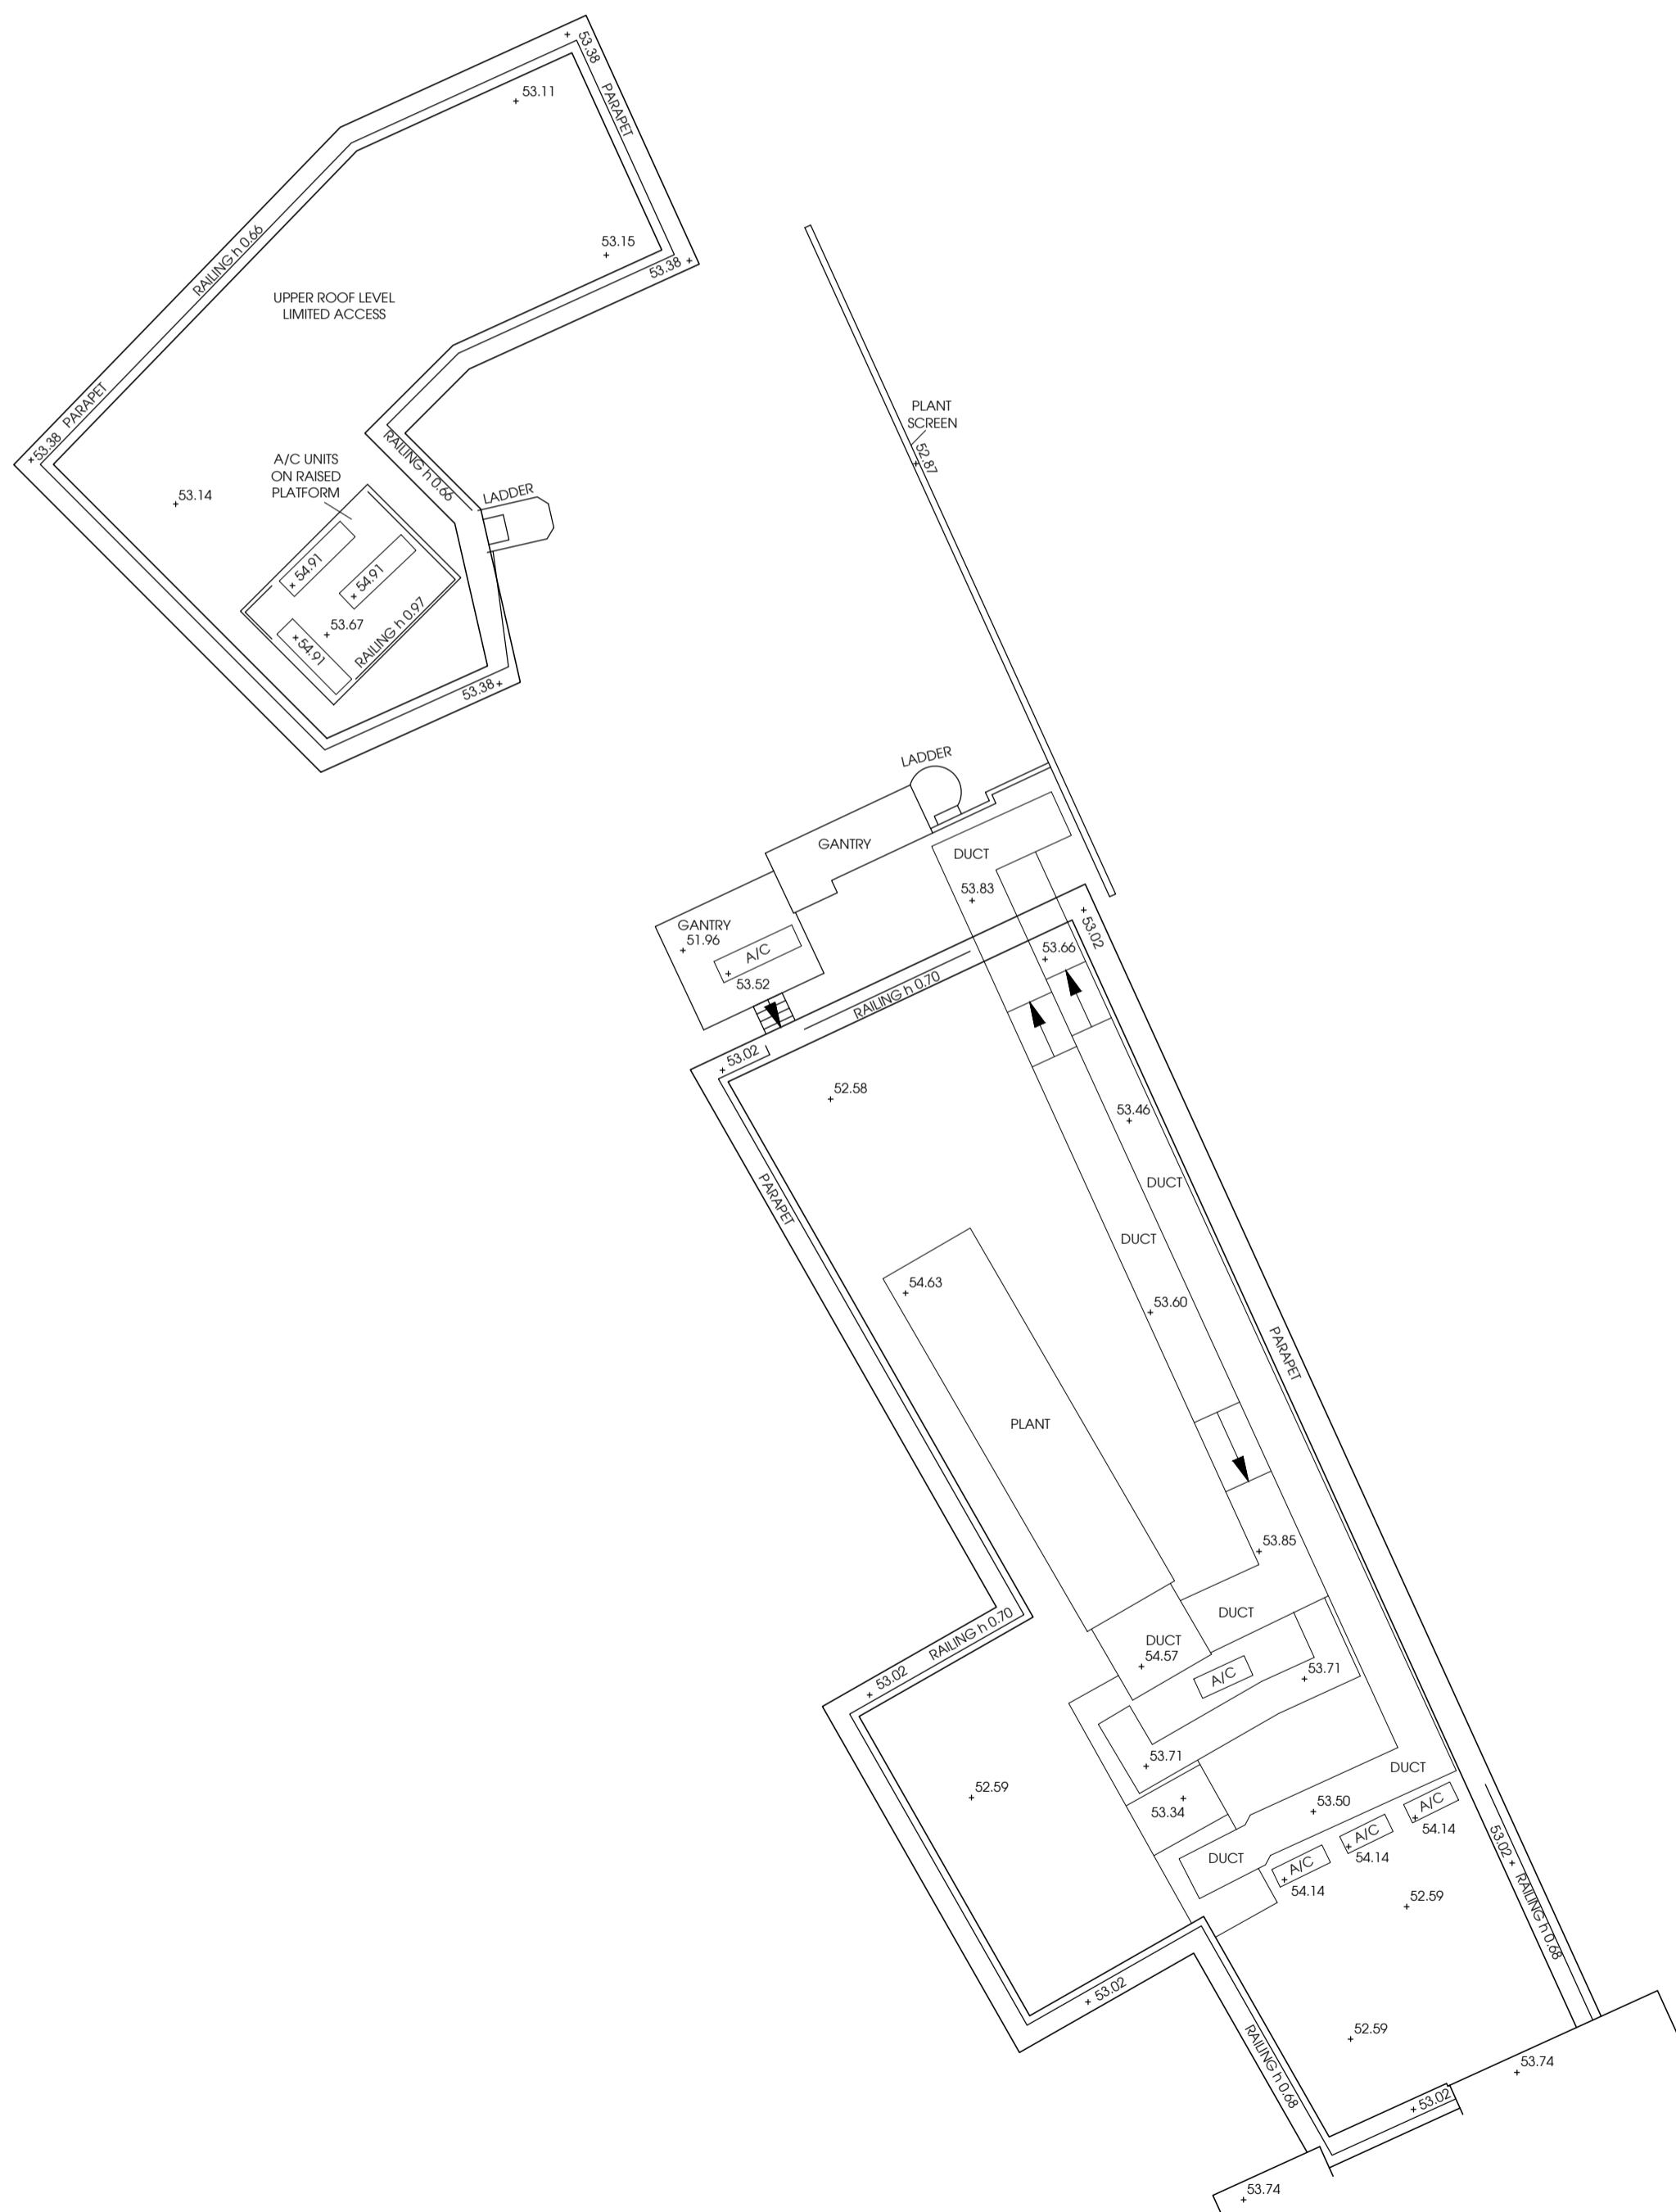 53.38
PARAPET
53.11
53.15
53.38
RAILING h 0.66
UPPER ROOF LEVEL
LIMITED ACCESS
PARAPET
53.38
PLANT
SCREEN
52.87
RAILING h 0.66
A/C UNITS
ON RAISED
PLATFORM
LADDER
53.14
54.91
54.91
53.67
54.91
RAILING h 0.97
53.38
LADDER
GANTRY
DUCT
53.83
GANTRY
51.96
A/C
53.52
53.02
53.66
RAILING h 0.70
53.02
52.58
53.46
PARAPET
DUCT
DUCT
54.63
53.60
PARAPET
PLANT
53.85
DUCT
RAILING h 0.70
DUCT
54.57
53.02
A/C
53.71
53.71
DUCT
52.59
53.34
53.50
A/C
54.14
A/C
54.14
A/C
54.14
DUCT
53.02
RAILING h 0.68
52.59
53.02
52.59
RAILING h 0.68
53.74
53.02
53.74